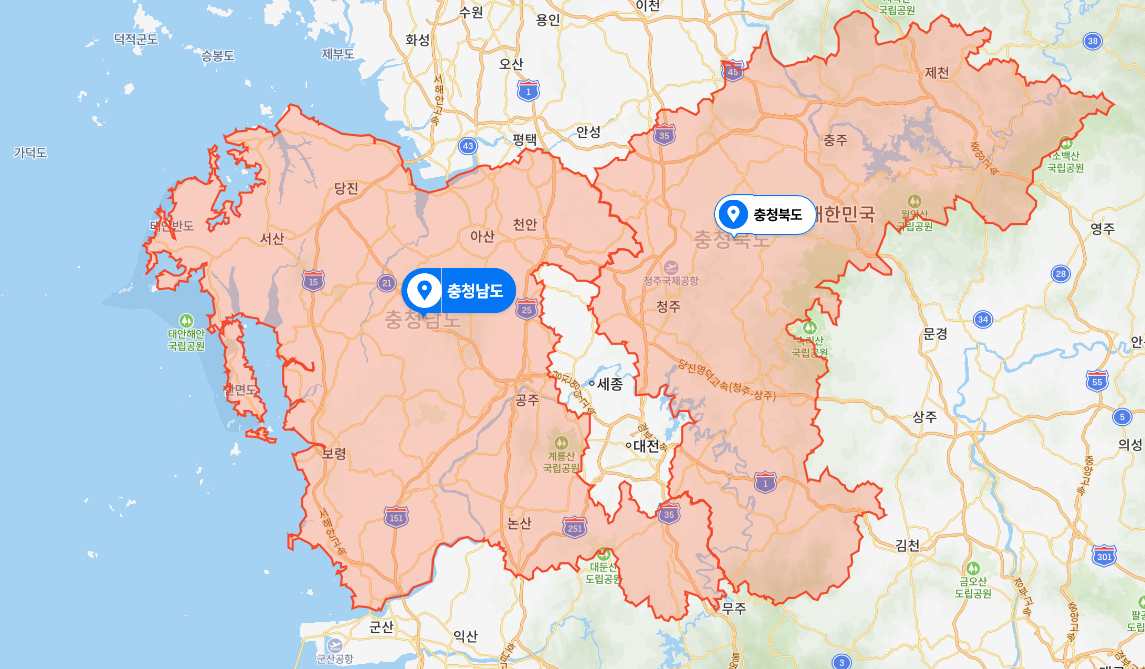 수원
용인
이천
국립공원
덕적군도
승봉도
제부도
화성
오산
서해안고속
38
45
제천
1
35
충주
안성
평택
43
가덕도
소백산
국립공원
당진
태안반도
서산
아산
천안
충청북도
대한민국
월악산
국립공원
충청북도
영주
청주국제공항
15
21
충청남도
25
청주
28
34
충청남도
태안해안
국립공원
속리산
국립공원
문경
안면도
세종
당진영덕고속(청주-상주)
55
공주
상주
5
대전
의성
계룡산
국립공원
보령
중앙고속
1
151
논산
251
35
김천
301
대둔산
도립공원
금오산
도립공원
무주
군산
익산
군산공항
3